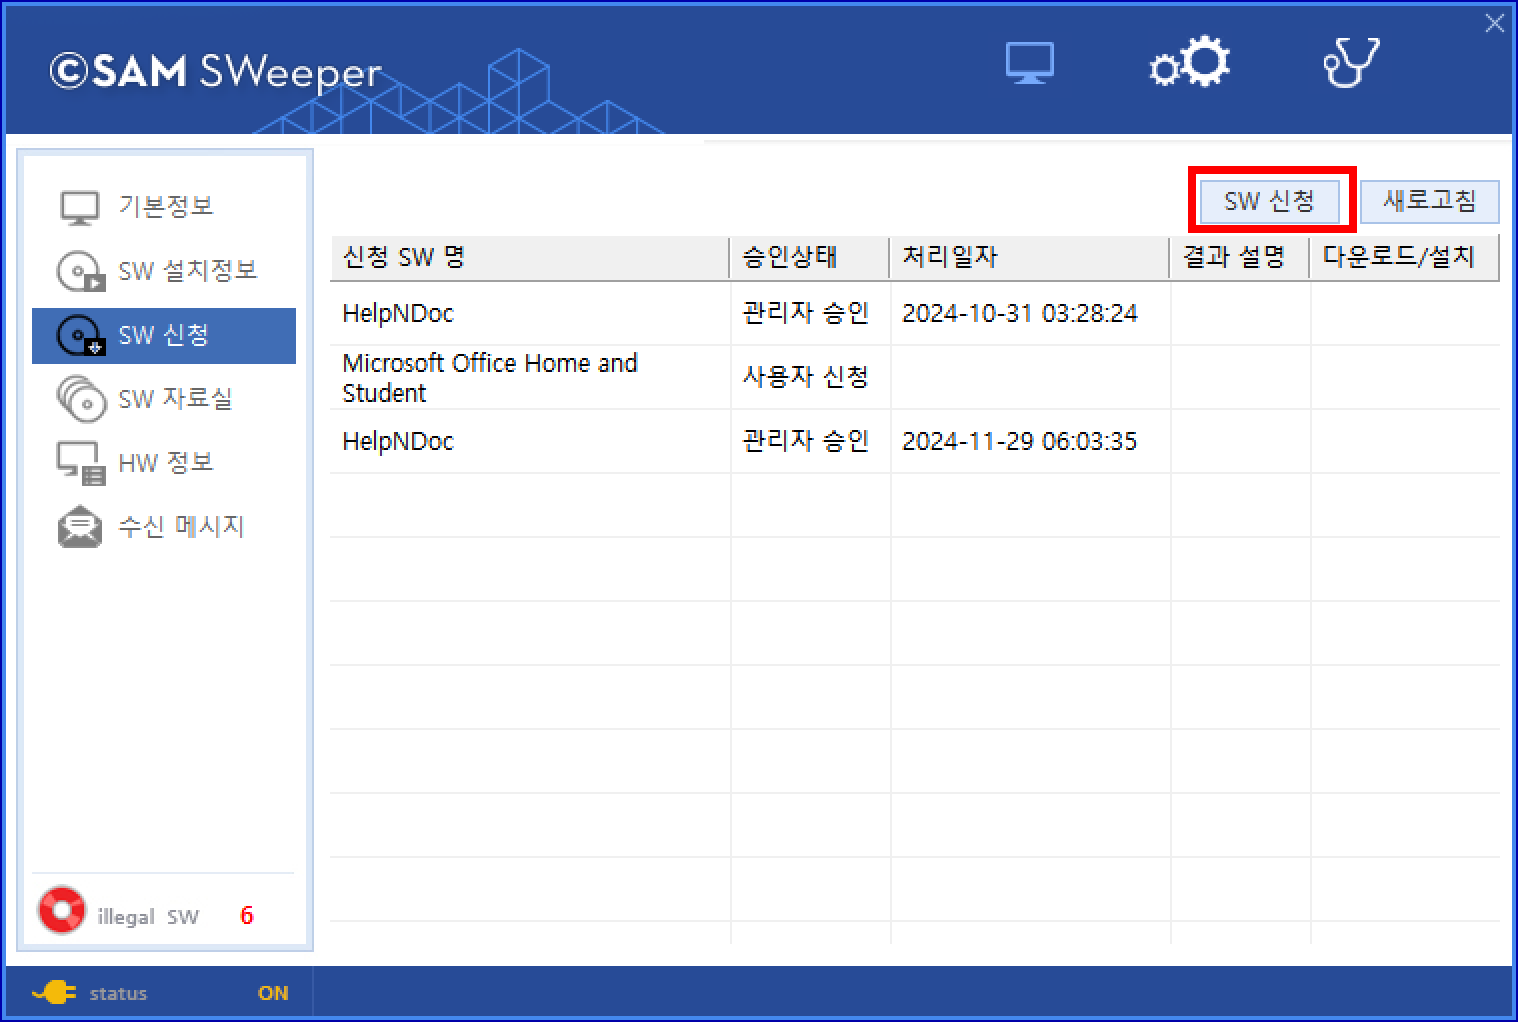 ©SAM SWeeper
기본정보
SW 설치정보
SW 신청
SW 자료실
HW 정보
수신 메시지
illegal SW 6
status ON
SW 신청 새로고침
신청 SW 명 승인상태 처리일자 결과 설명 다운로드/설치
HelpNDoc 관리자 승인 2024-10-31 03:28:24
Microsoft Office Home and
Student 사용자 신청
HelpNDoc 관리자 승인 2024-11-29 06:03:35